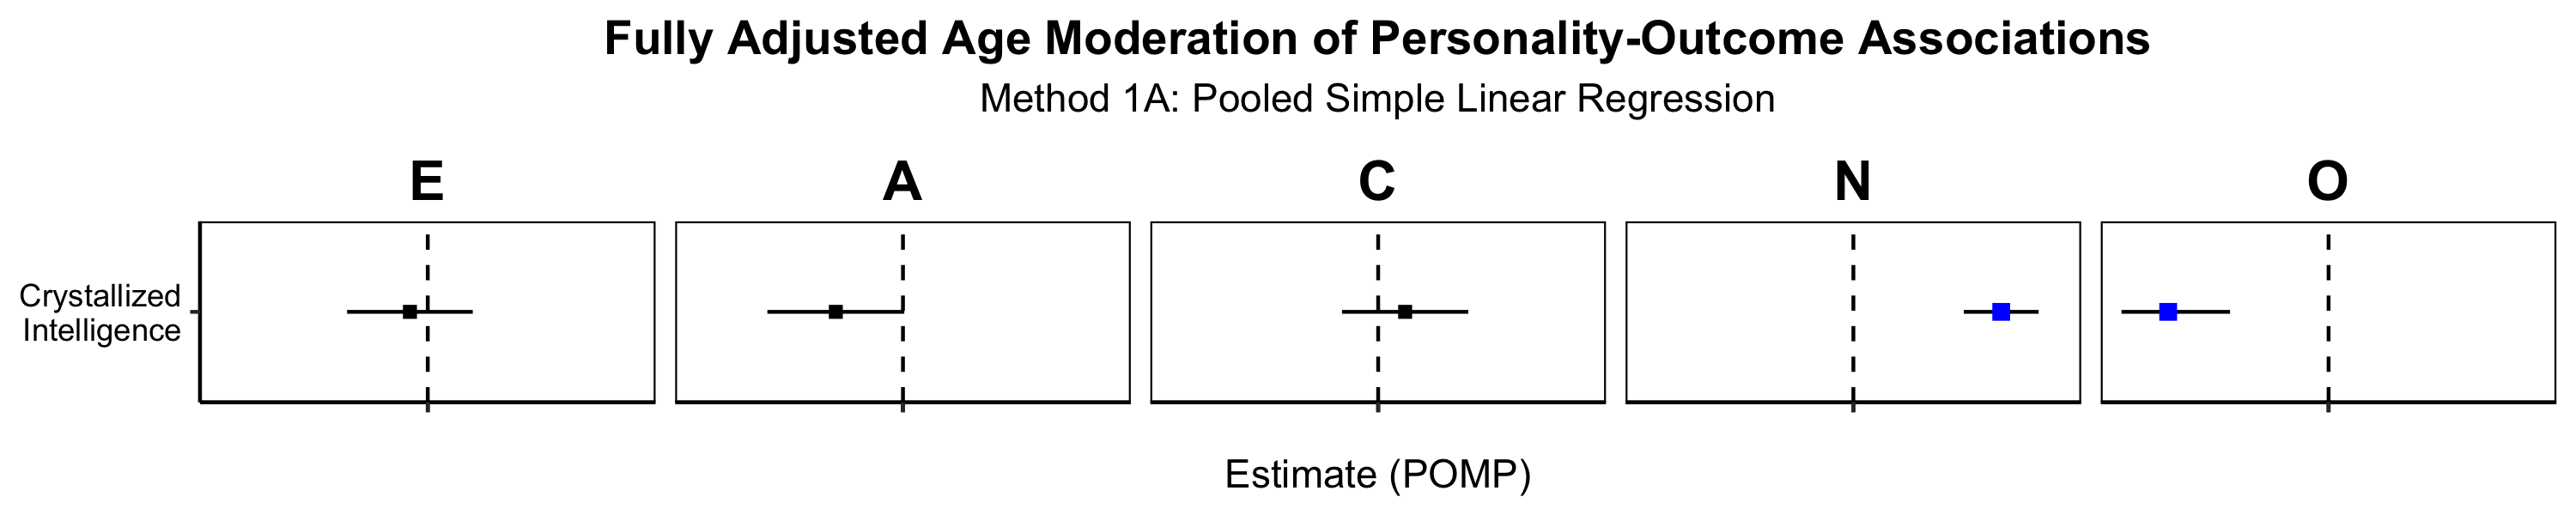 Fully Adjusted Age Moderation of Personality-Outcome Associations
Method 1A: Pooled Simple Linear Regression
E A C N O
Crystallized
Intelligence
Estimate (POMP)